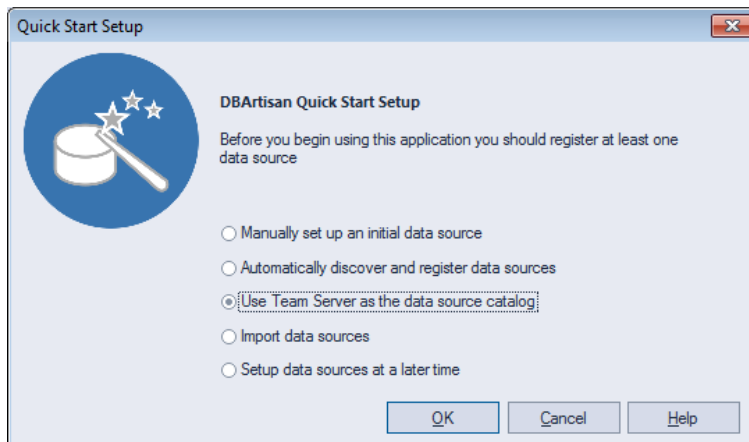 Quick Start Setup
DBArtisan Quick Start Setup
Before you begin using this application you should register at least one
data source
Manually set up an initial data source
Automatically discover and register data sources
Use Team Server as the data source catalog
Import data sources
Setup data sources at a later time
OK Cancel Help